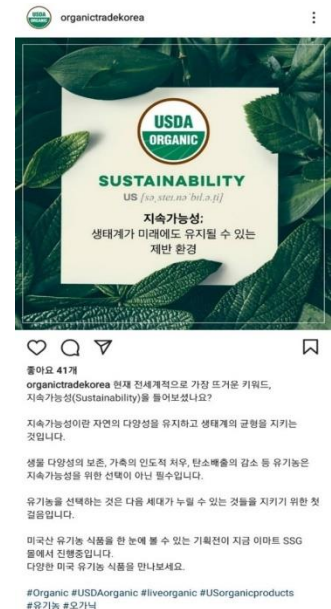 USDA ORGANIC
organictradekorea
USDA
ORGANIC
SUSTAINABILITY
US [sə.steɪ.nəˈbɪl.ə.ţi]
지속가능성;
생태계가 미래에도 유지될 수 있는
제반 환경
좋아요 41개
organictradekorea 현재 전세계적으로 가장 뜨거운 키워드,
지속가능성(Sustainability)을 들어보셨나요?
지속가능성이란 자연의 다양성을 유지하고 생태계의 균형을 지키는
것입니다.
생물 다양성의 보존, 가축의 인도적 처우, 탄소배출의 감소 등 유기농은
지속가능성을 위한 선택이 아닌 필수입니다.
유기농을 선택하는 것은 다음 세대가 누릴 수 있는 것들을 지키기 위한 첫
걸음입니다.
미국산 유기농 식품을 한 눈에 볼 수 있는 기획전이 지금 이마트 SSG
몰에서 진행중입니다.
다양한 미국 유기농 식품을 만나보세요.
#Organic #USDAorganic #liveorganic #USorganicproducts
#유기농 #오가닉